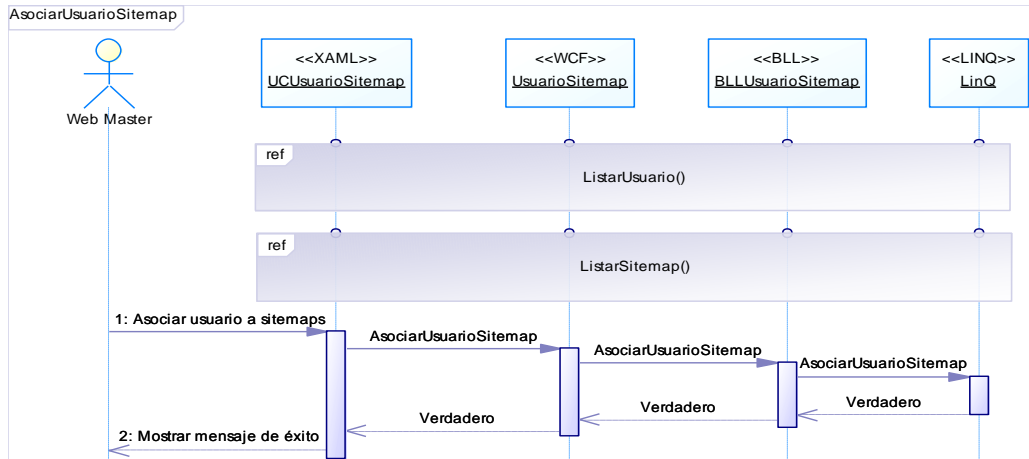 AsociarUsuarioSitemap
Web Master
<<XAML>>
UCUsuarioSitemap
<<WCF>>
UsuarioSitemap
<<BLL>>
BLLUsuarioSitemap
<<LINQ>>
LinQ
ref
ListarUsuario()
ref
ListarSitemap()
1: Asociar usuario a sitemaps
AsociarUsuarioSitemap
AsociarUsuarioSitemap
AsociarUsuarioSitemap
Verdadero
Verdadero
Verdadero
2: Mostrar mensaje de éxito